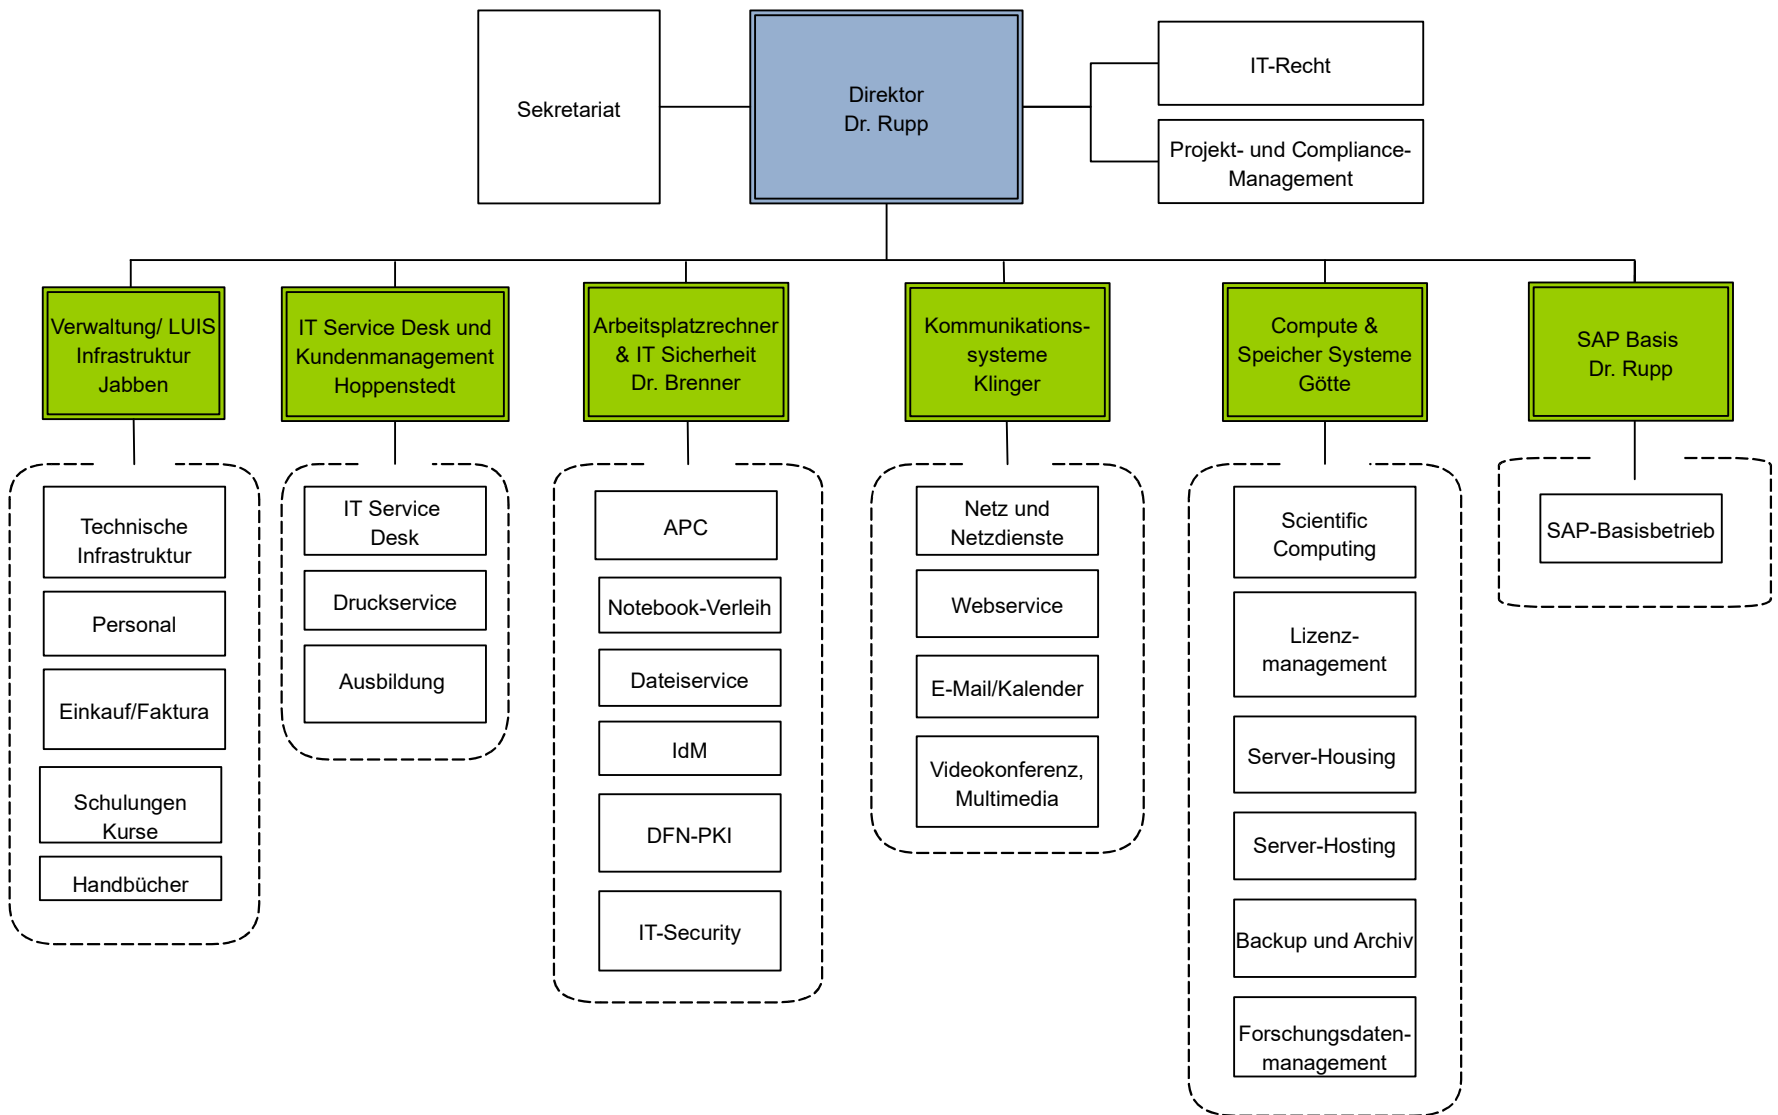 Sekretariat
Direktor
Dr. Rupp
IT-Recht
Projekt- und Compliance-
Management
Verwaltung/ LUIS
Infrastruktur
Jabben
IT Service Desk und
Kundenmanagement
Hoppenstedt
Arbeitsplatzrechner
& IT Sicherheit
Dr. Brenner
Kommunikations-
systeme
Klinger
Compute &
Speicher Systeme
Götte
SAP Basis
Dr. Rupp
Technische
Infrastruktur
Personal
Einkauf/Faktura
Schulungen
Kurse
Handbücher
IT Service
Desk
Druckservice
Ausbildung
APC
Notebook-Verleih
Dateiservice
IdM
DFN-PKI
IT-Security
Netz und
Netzdienste
Webservice
E-Mail/Kalender
Videokonferenz,
Multimedia
Scientific
Computing
Lizenz-
management
Server-Housing
Server-Hosting
Backup und Archiv
Forschungsdaten-
management
SAP-Basisbetrieb